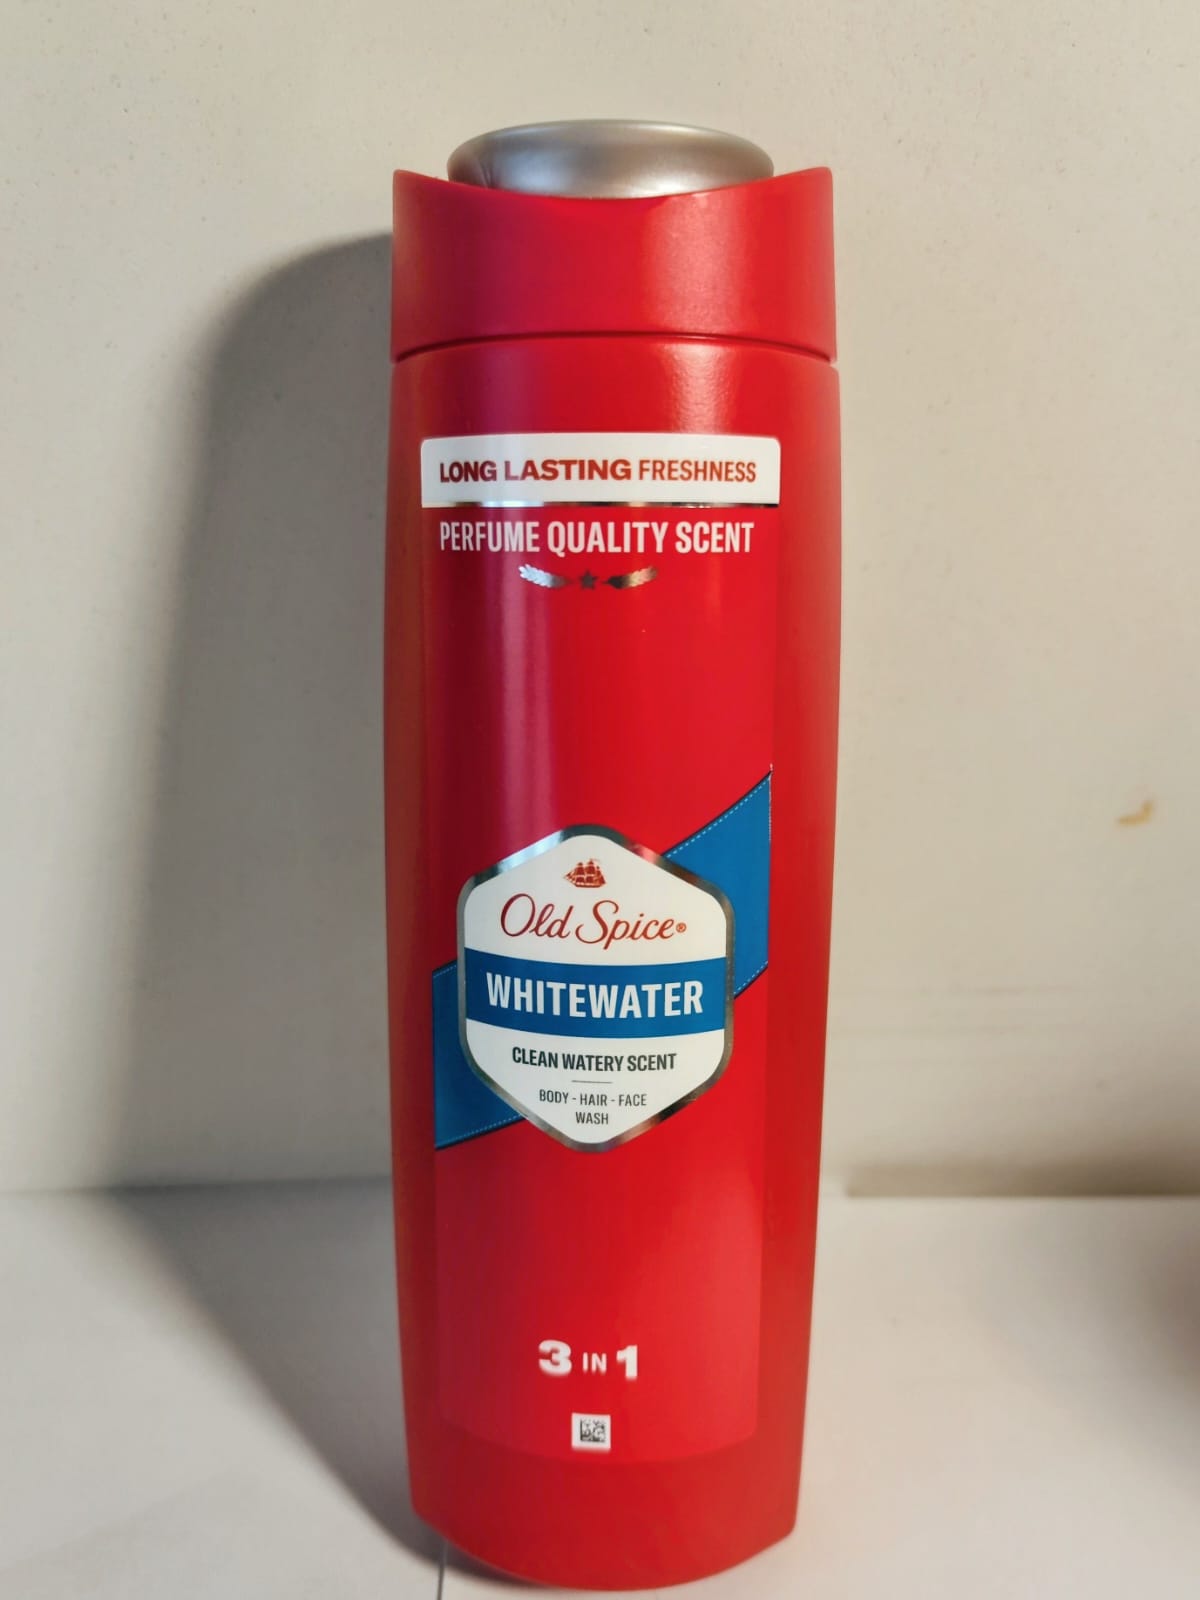 LONG LASTING FRESHNESS
PERFUME QUALITY SCENT
Old Spice®
WHITEWATER
CLEAN WATERY SCENT
BODY - HAIR - FACE
WASH
3 IN 1